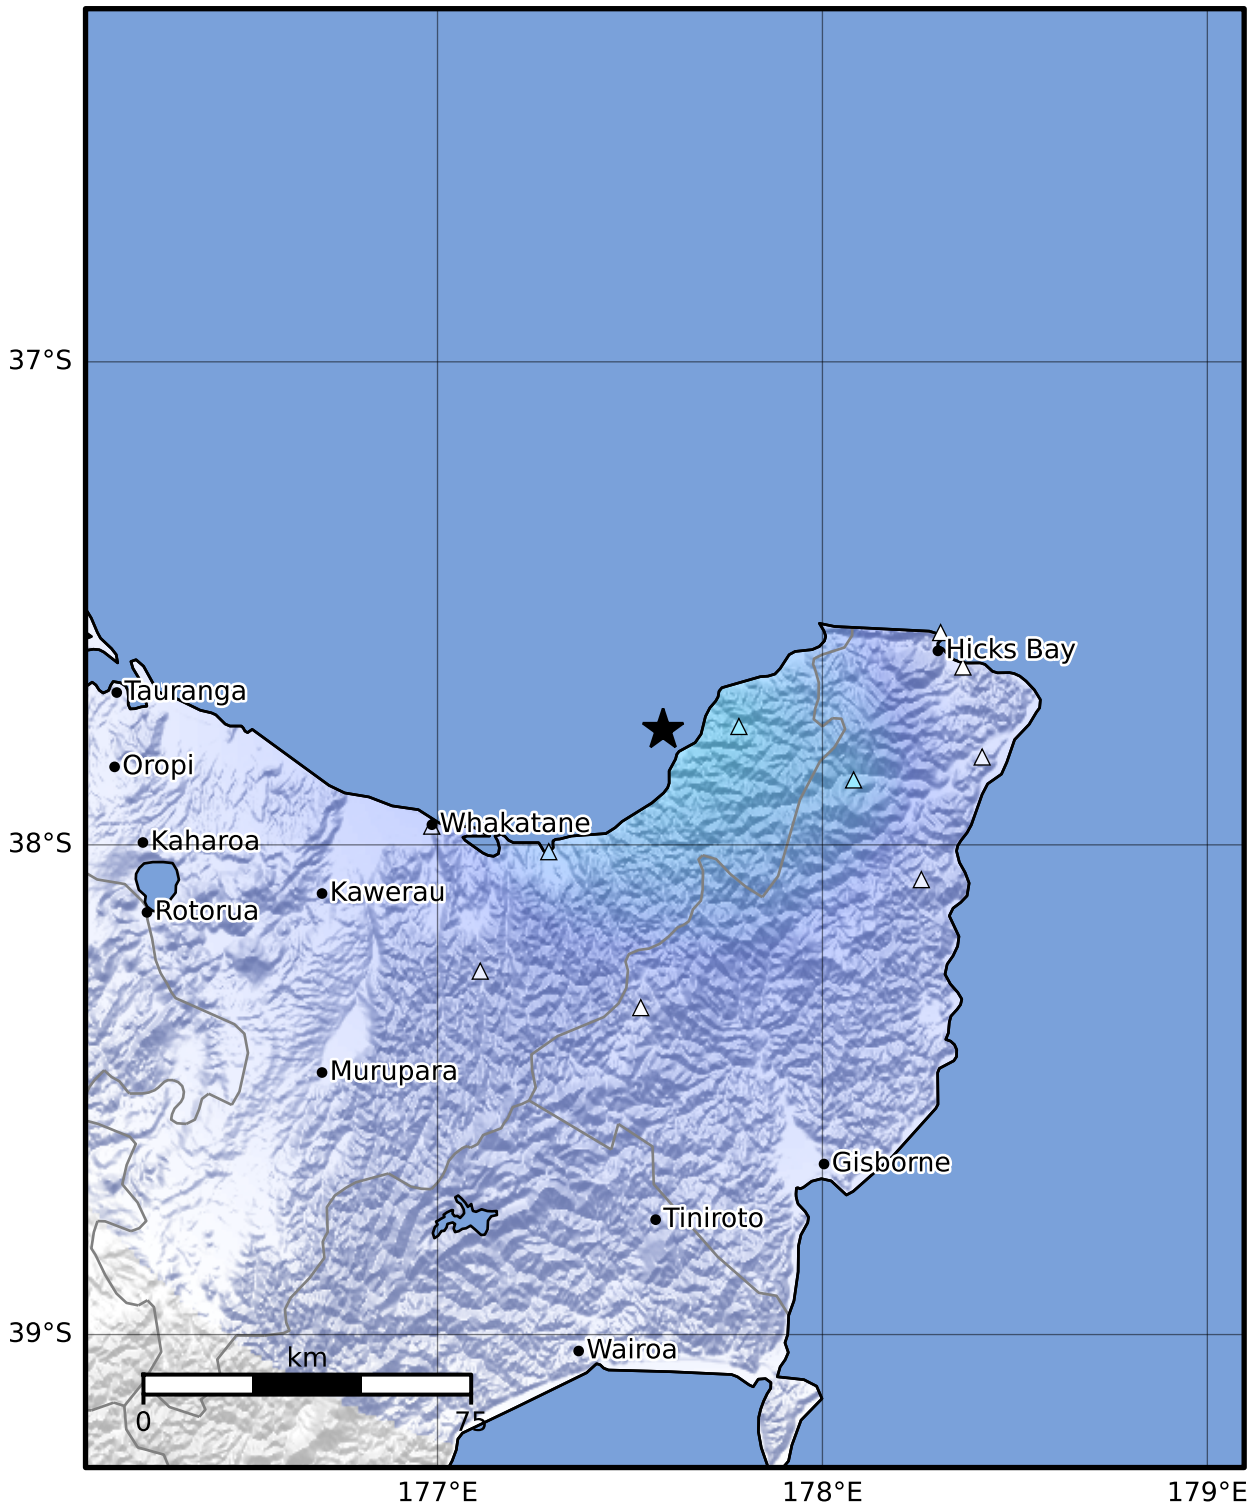 37°S
Hicks Bay
Tauranga
Oropi
Whakatane
38°S
Kaharoa
Kawerau
Rotorua
Murupara
Gisborne
Tiniroto
39°S
Wairoa
km
0
75
177°E
178°E
179°E